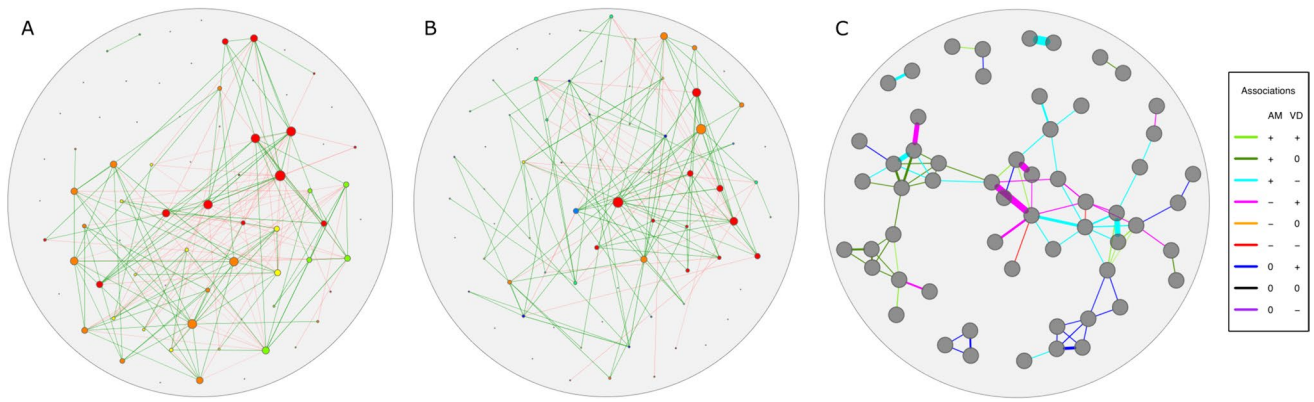 A
B
C
Associations
AM VD
+ +
+ 0
+ −
− +
− 0
− −
0 +
0 0
0 −